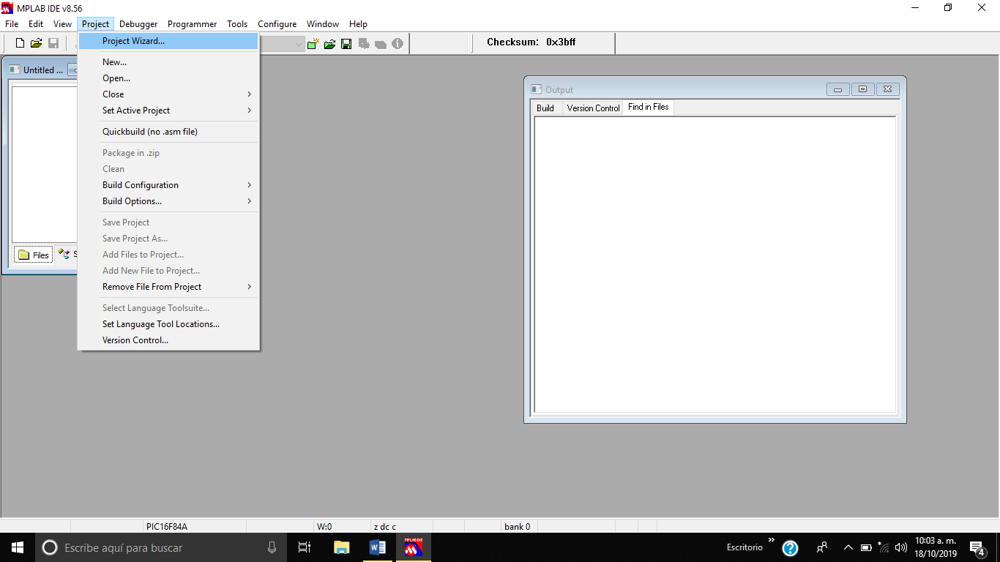 MPLAB IDE v8.56
File Edit View Project Debugger Programmer Tools Configure Window Help
Project Wizard...
Checksum: 0x3bff
New...
Open...
Close
Set Active Project
Quickbuild (no .asm file)
Package in .zip
Clean
Build Configuration
Build Options...
Save Project
Save Project As...
Add Files to Project...
Add New File to Project...
Remove File From Project
Select Language Toolsuite...
Set Language Tool Locations...
Version Control...
Untitled ...
Files S
Output
Build Version Control Find in Files
PIC16F84A W:0 z dc c bank 0
Escribe aquí para buscar
Escritorio
10:03 a. m.
18/10/2019
4